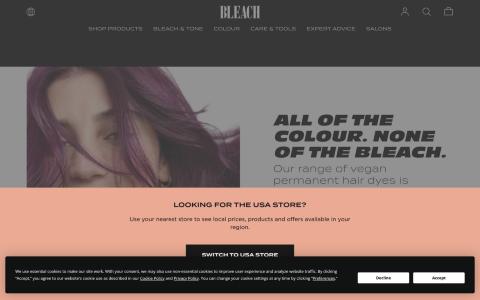 BLEACH
SHOP PRODUCTS BLEACH & TONE COLOUR CARE & TOOLS EXPERT ADVICE SALONS
ALL OF THE
COLOUR. NONE
OF THE BLEACH.
Our range of vegan
permanent hair dyes is
LOOKING FOR THE USA STORE?
Use your nearest store to see local prices, products and offers available in your
region.
SWITCH TO USA STORE
We use essential cookies to make our site work. With your consent, we may also use non-essential cookies to improve user experience and analyze website traffic. By clicking
"Accept," you agree to our website's cookie use as described in our Cookie Policy and Privacy Policy. You can change your cookie settings at any time by clicking "Preferences."
Decline
Accept